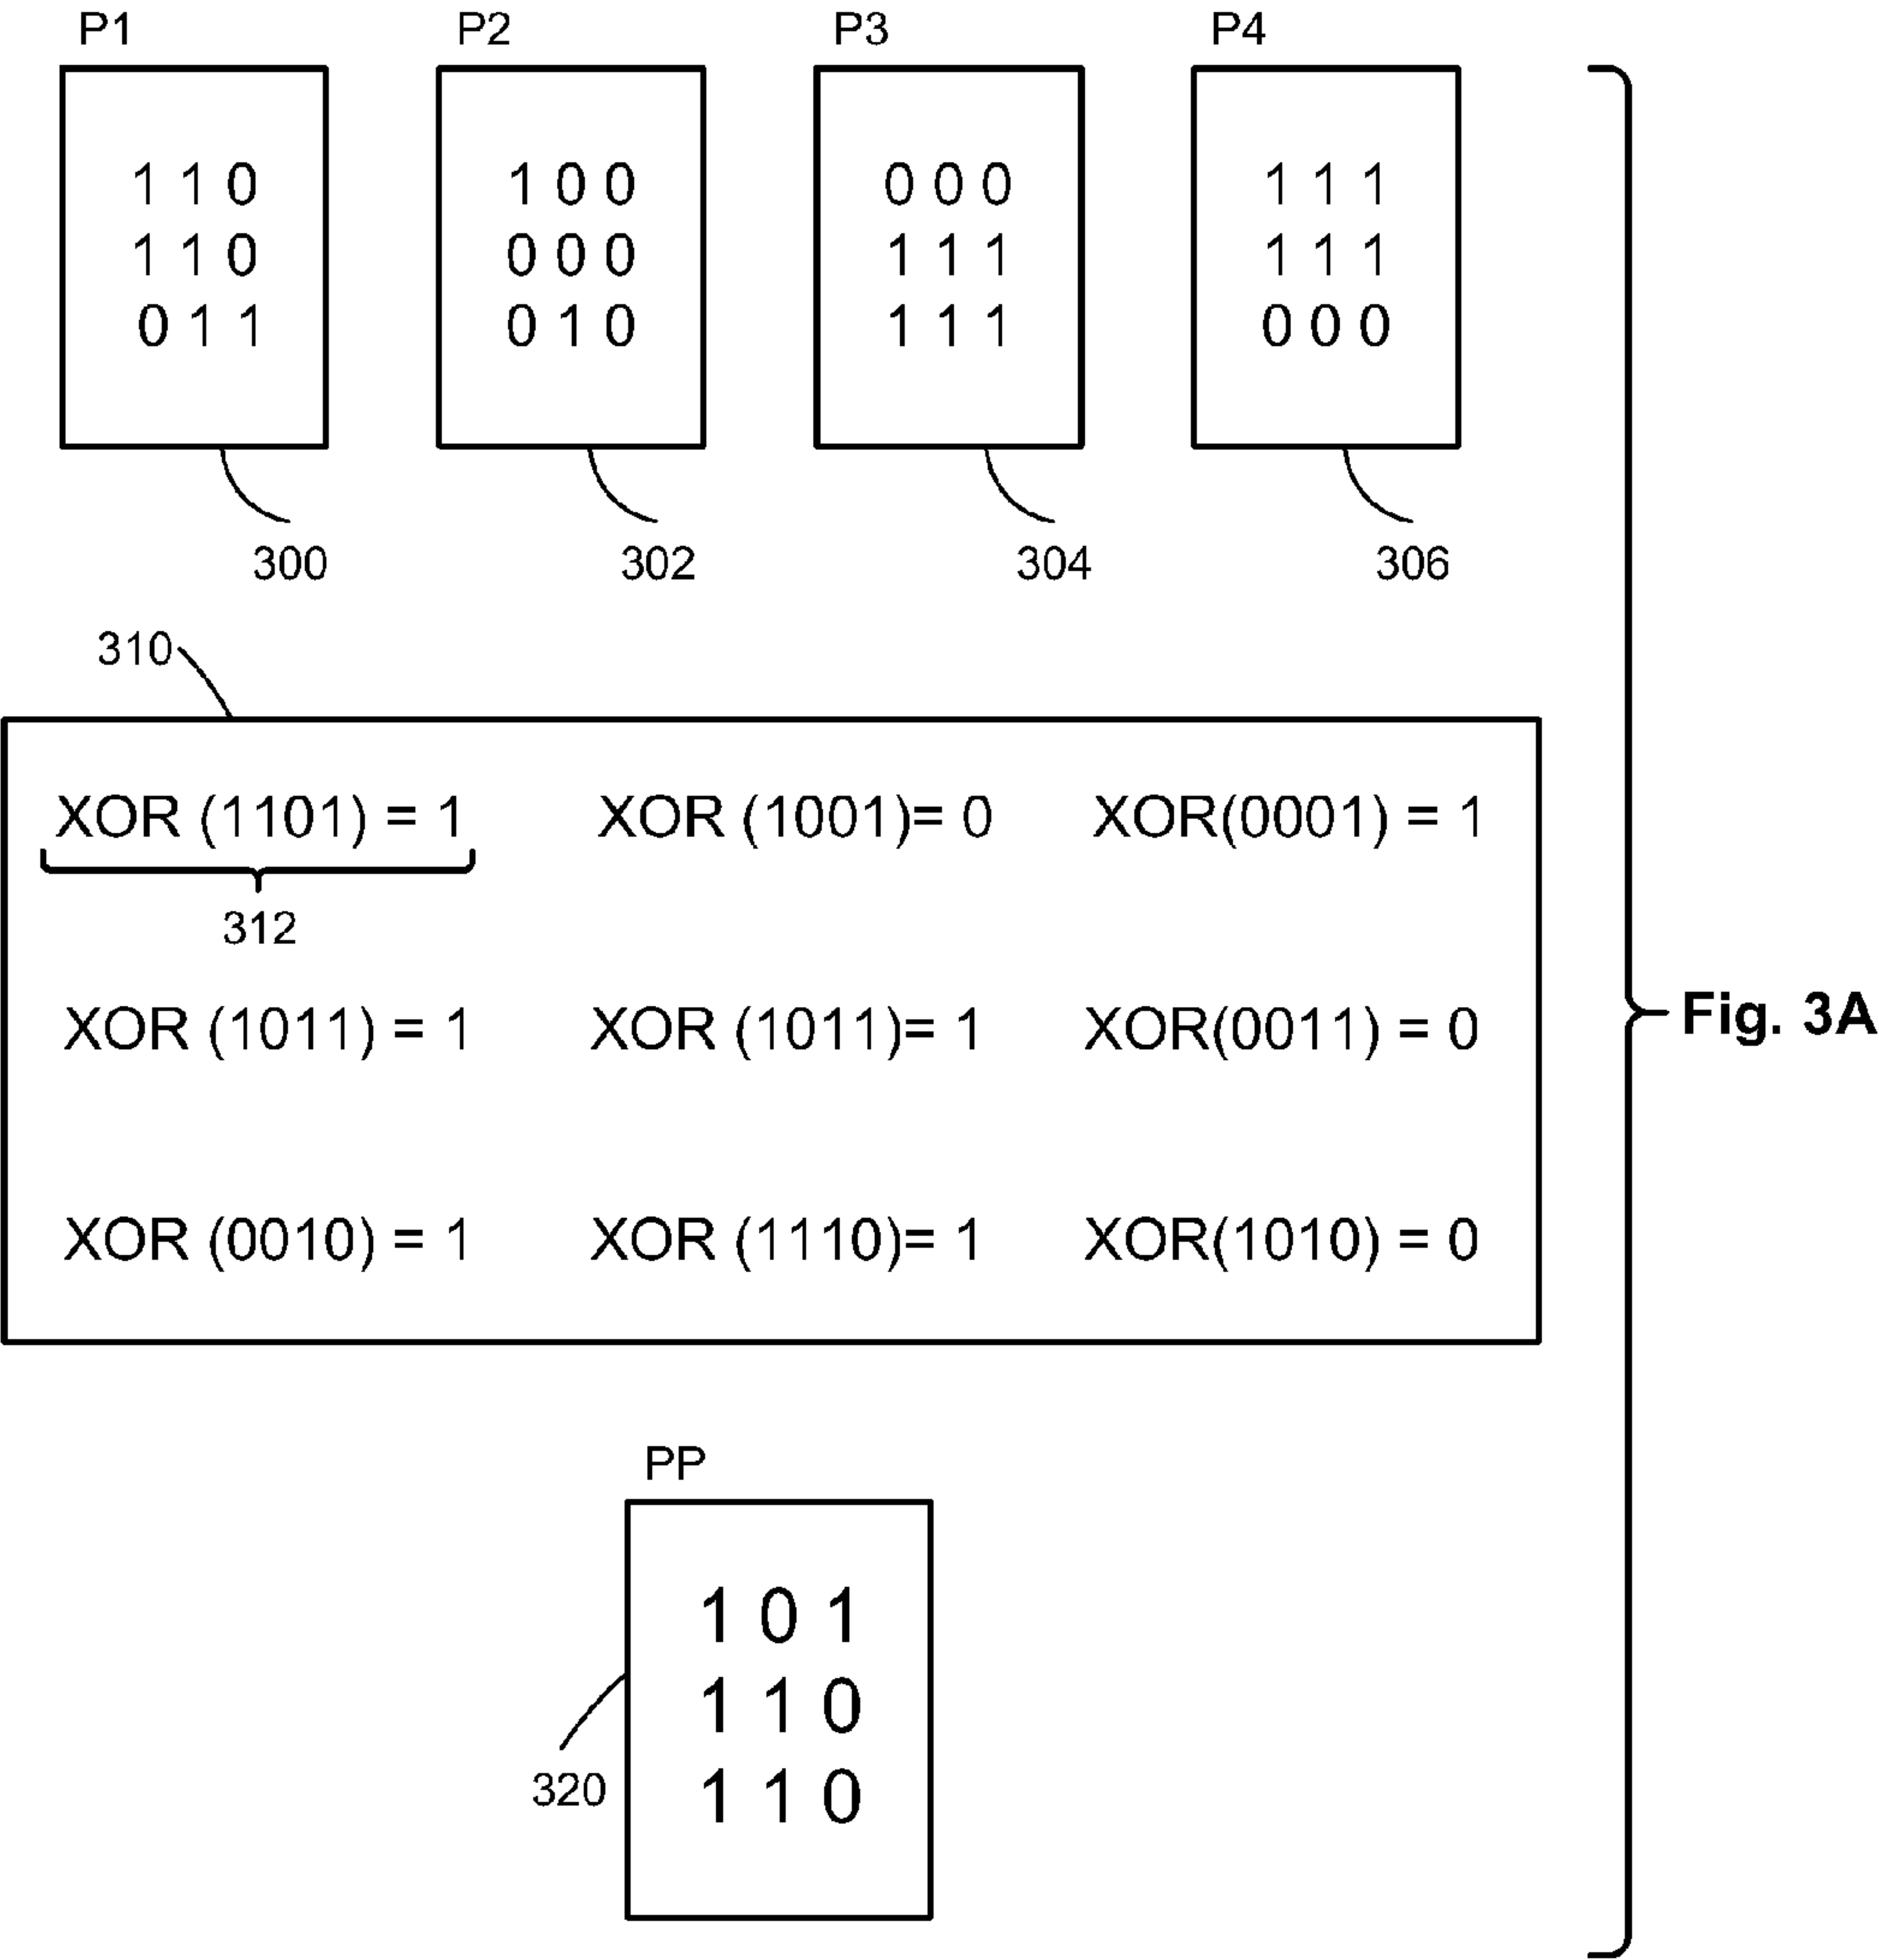 P1 P2 P3 P4
1 1 0 1 0 0 0 0 0 1 1 1
1 1 0 0 0 0 1 1 1 1 1 1
0 1 1 0 1 0 1 1 1 0 0 0
300 302 304 306
310
XOR (1101) = 1 XOR (1001)= 0 XOR(0001) = 1
312
XOR (1011) = 1 XOR (1011)= 1 XOR(0011) = 0
Fig. 3A
XOR (0010) = 1 XOR (1110)= 1 XOR(1010) = 0
PP
1 0 1
1 1 0
1 1 0
320